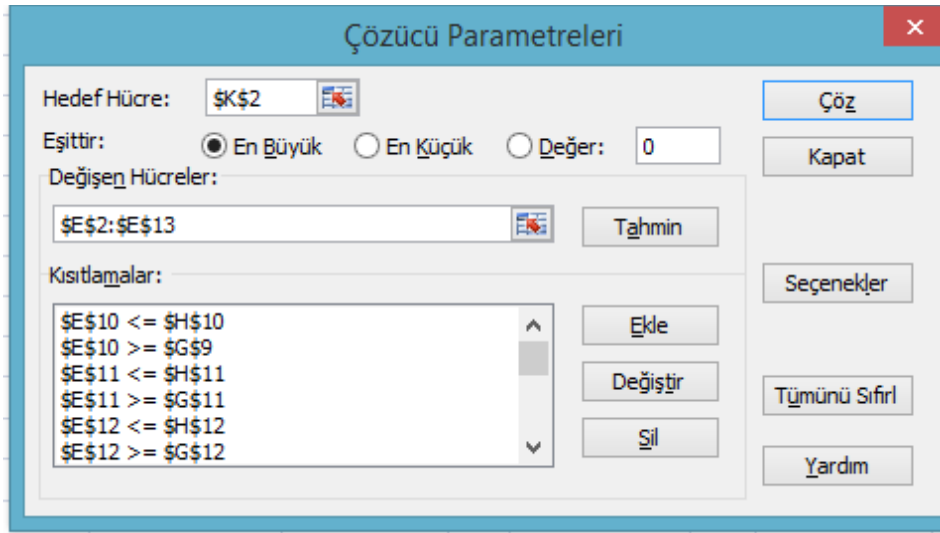 Çözücü Parametreleri
Hedef Hücre: $K$2
Çöz
Eşittir: En Büyük En Küçük Değer: 0
Kapat
Değişen Hücreler:
$E$2:$E$13
Tahmin
Kısıtlamalar:
Seçenekler
$E$10 <= $H$10
$E$10 >= $G$9
$E$11 <= $H$11
$E$11 >= $G$11
$E$12 <= $H$12
$E$12 >= $G$12
Ekle
Değiştir
Sil
Tümünü Sıfırl
Yardım